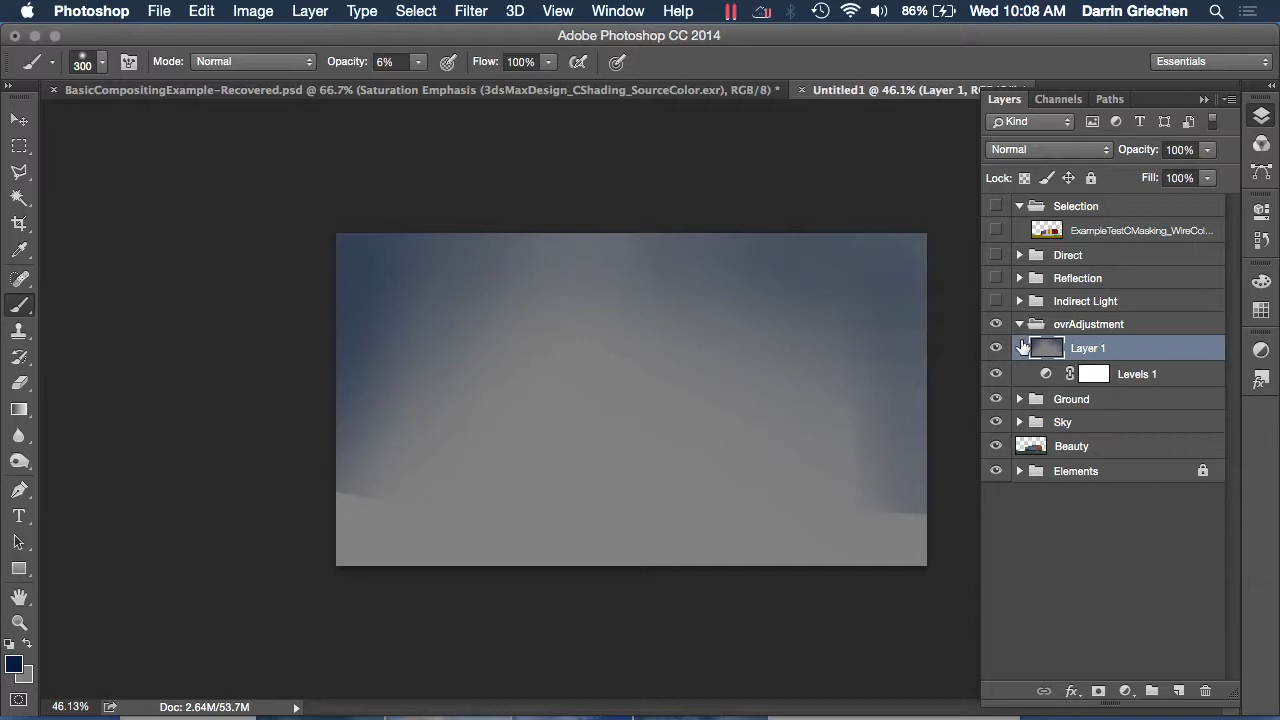 Photoshop File Edit Image Layer Type Select Filter 3D View Window Help 86% Wed 10:08 AM Darrin Griechen
Adobe Photoshop CC 2014
300 Mode: Normal Opacity: 6% Flow: 100% Essentials
BasicCompositingExample-Recovered.psd @ 66.7% (Saturation Emphasis (3dsMaxDesign_CShading_SourceColor.exr), RGB/8) * Untitled1 @ 46.1% (Layer 1,
Layers Channels Paths
Kind
Normal Opacity: 100%
Lock: Fill: 100%
Selection
ExampleTestCMasking_WireCol...
Direct
Reflection
Indirect Light
ovrAdjustment
Layer 1
Levels 1
Ground
Sky
Beauty
Elements
46.13% Doc: 2.64M/53.7M